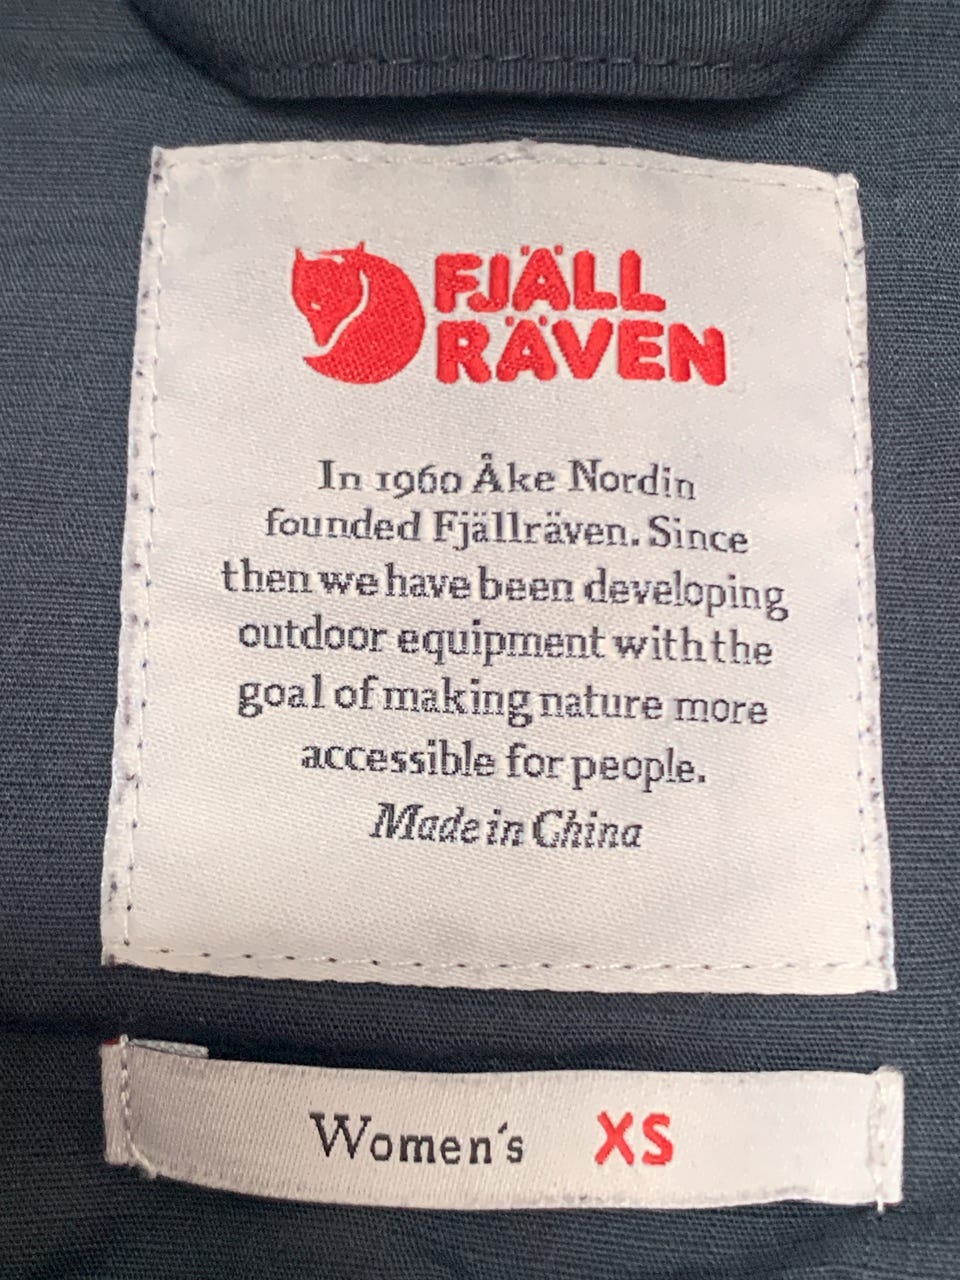 FJÄLL
RÄVEN
In 1960 Åke Nordin
founded Fjällräven. Since
then we have been developing
outdoor equipment with the
goal of making nature more
accessible for people.
Made in China
Women's XS